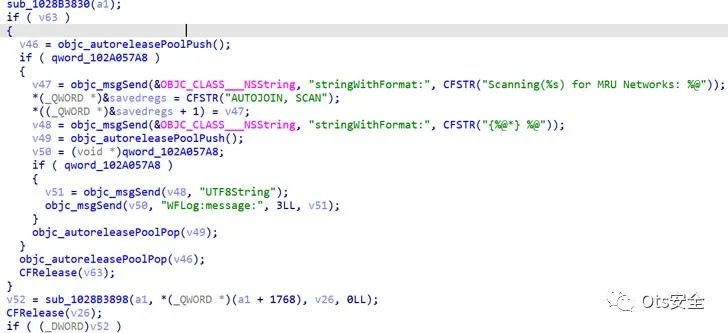 sub_1028B3830(a1);
if ( v63 )
{
v46 = objc_autoreleasePoolPush();
if ( qword_102A057A8 )
{
v47 = objc_msgSend(&OBJC_CLASS___NSString, "stringWithFormat:", CFSTR("Scanning(%s) for MRU Networks: %@"));
*(_QWORD *)&savedregs = CFSTR("AUTOJOIN, SCAN");
*((_QWORD *)&savedregs + 1) = v47;
v48 = objc_msgSend(&OBJC_CLASS___NSString, "stringWithFormat:", CFSTR("{%@*} %@"));
v49 = objc_autoreleasePoolPush();
v50 = (void *)qword_102A057A8;
if ( qword_102A057A8 )
{
v51 = objc_msgSend(v48, "UTF8String");
objc_msgSend(v50, "WFLog:message:", 3LL, v51);
}
objc_autoreleasePoolPop(v49);
}
objc_autoreleasePoolPop(v46);
CFRelease(v63);
}
v52 = sub_1028B3898(a1, *(_QWORD *)(a1 + 1768), v26, 0LL);
CFRelease(v26);
if ( (_DWORD)v52 )
Ots安全